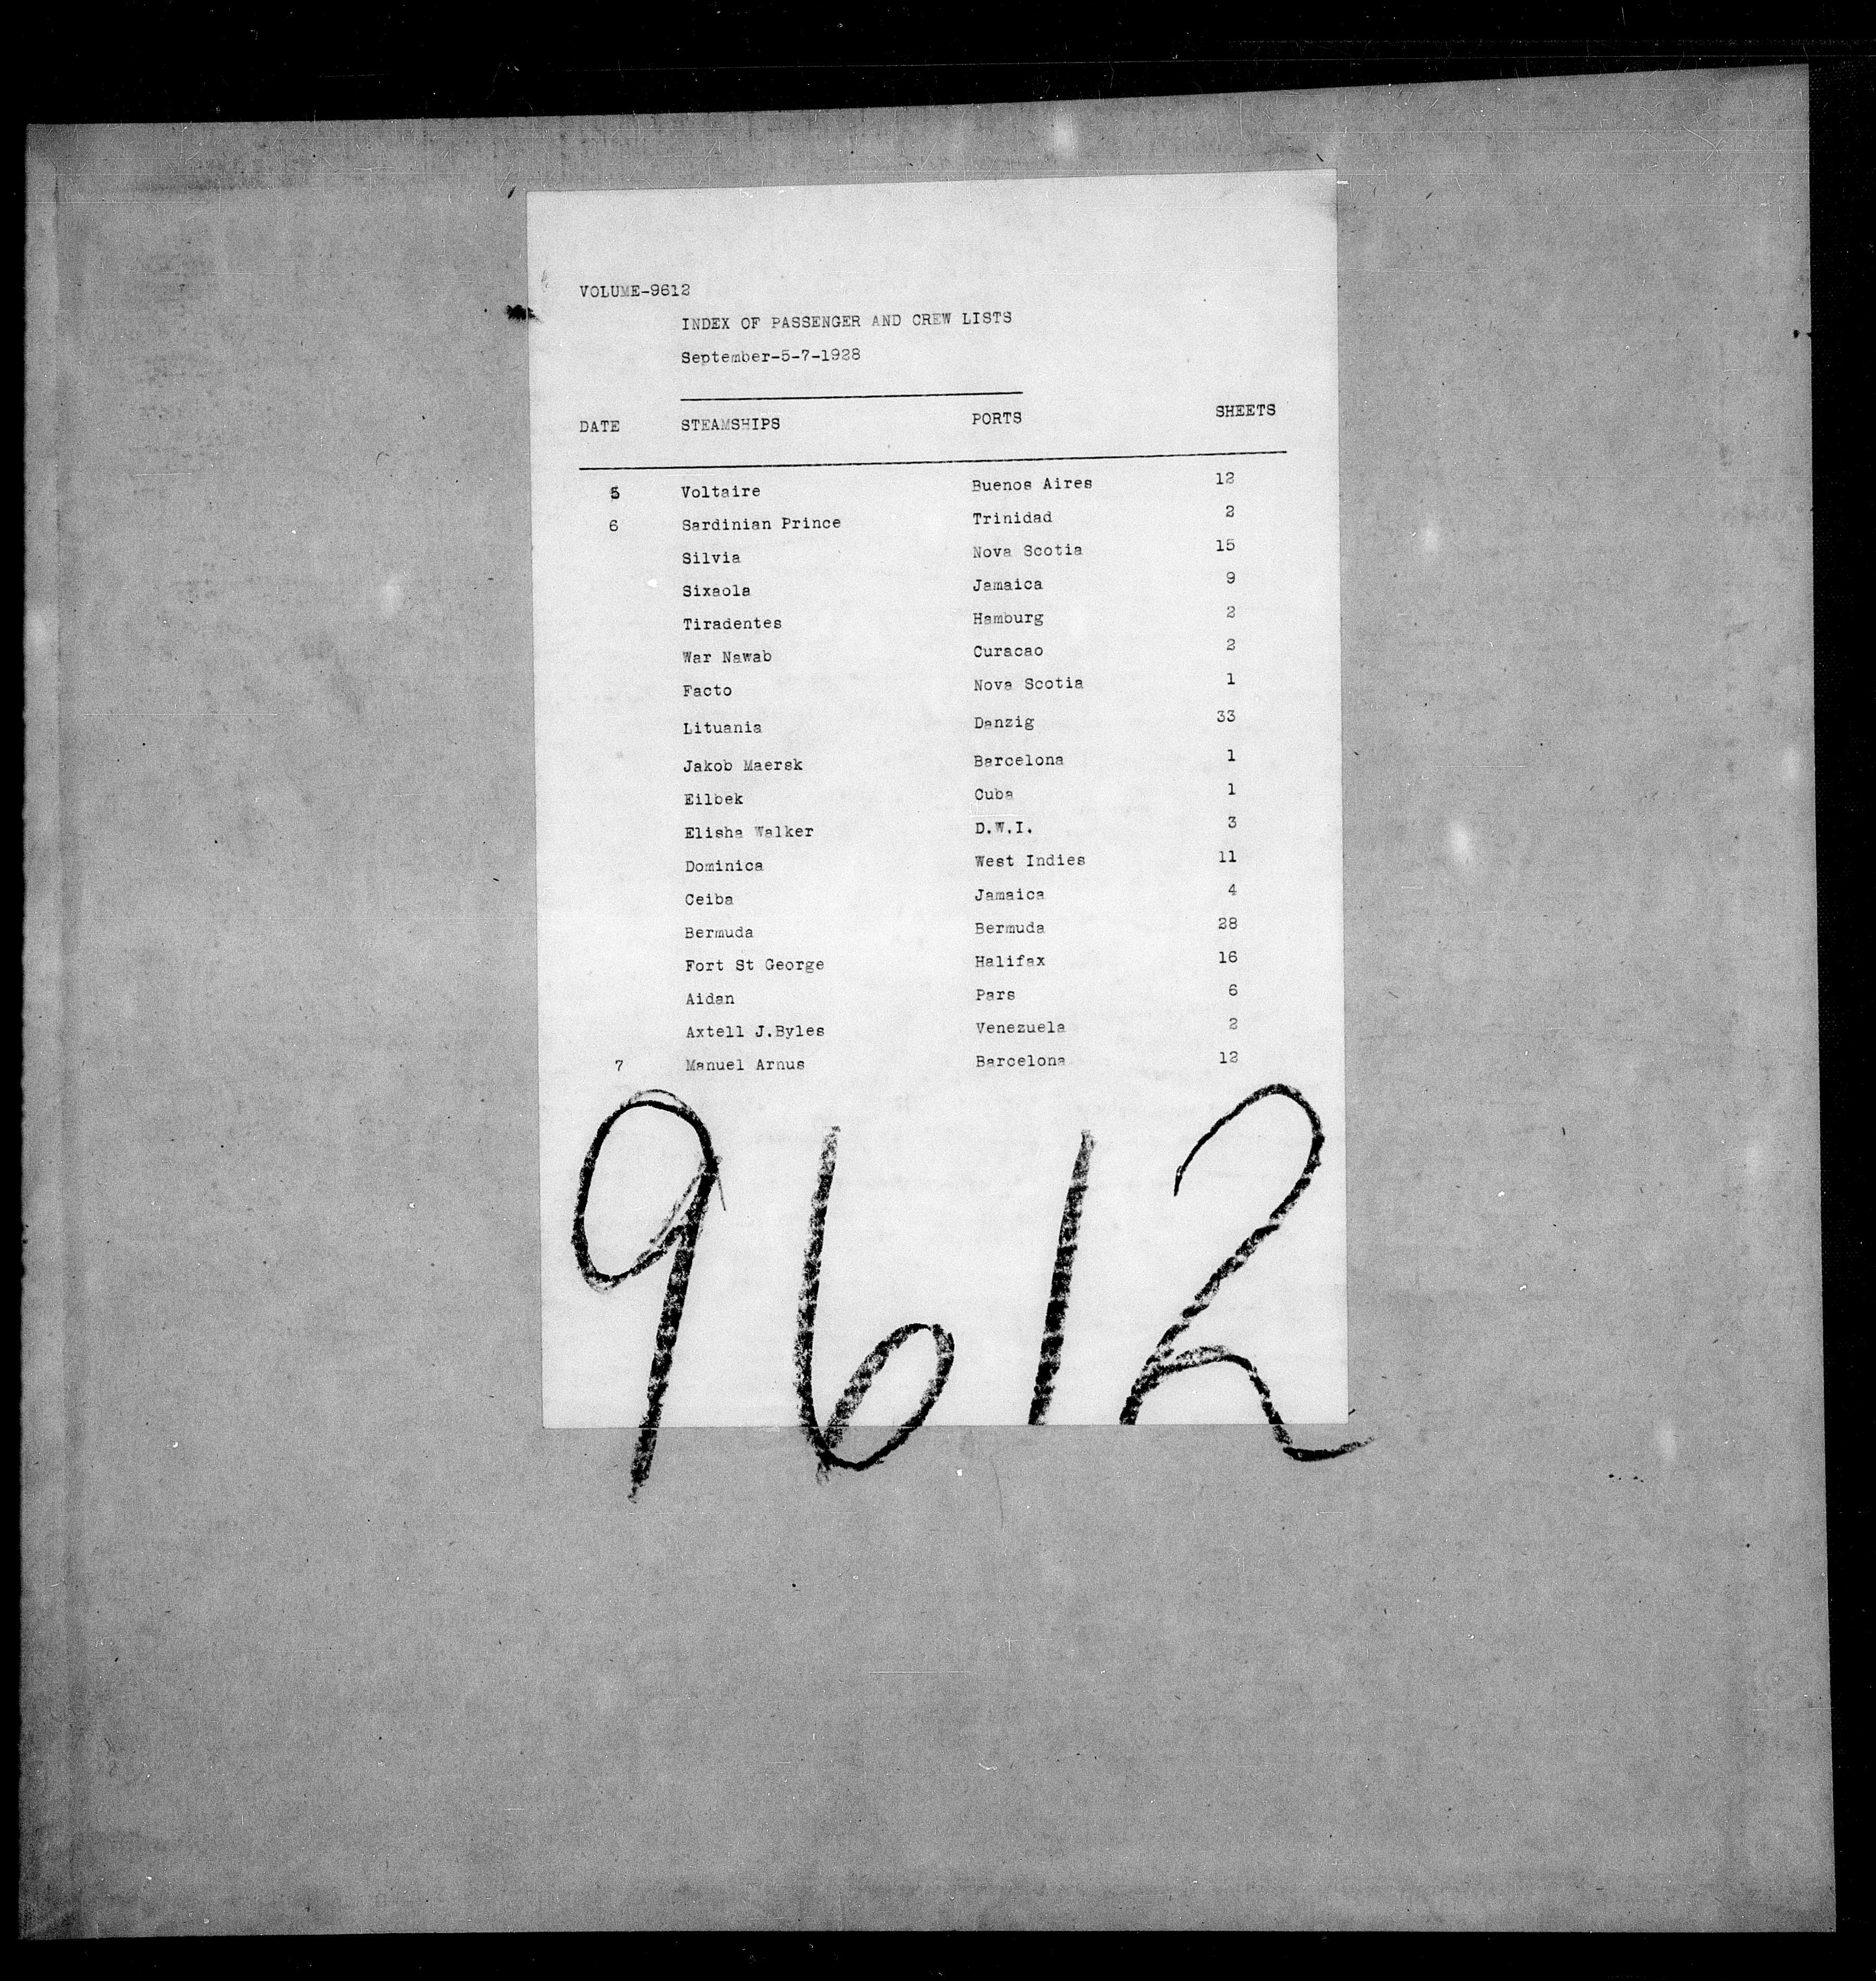 VOLUME-9612
INDEX OF PASSENGER AND CREW LISTS
September-5-7-1928
DATE STEAMSHIPS PORTS SHEETS
5 Voltaire Buenos Aires 12
6 Sardinian Prince Trinidad 2
Silvia Nova Scotia 15
Sixaola Jamaica 9
Tiradentes Hamburg 2
War Nawab Curacao 2
Facto Nova Scotia 1
Lituania Danzig 33
Jakob Maersk Barcelona 1
Eilbek Cuba 1
Elisha Walker D.W.I. 3
Dominica West Indies 11
Ceiba Jamaica 4
Bermuda Bermuda 28
Fort St George Halifax 16
Aidan Para 6
Axtell J.Byles Venezuela 2
7 Manuel Arnus Barcelona 12
9612